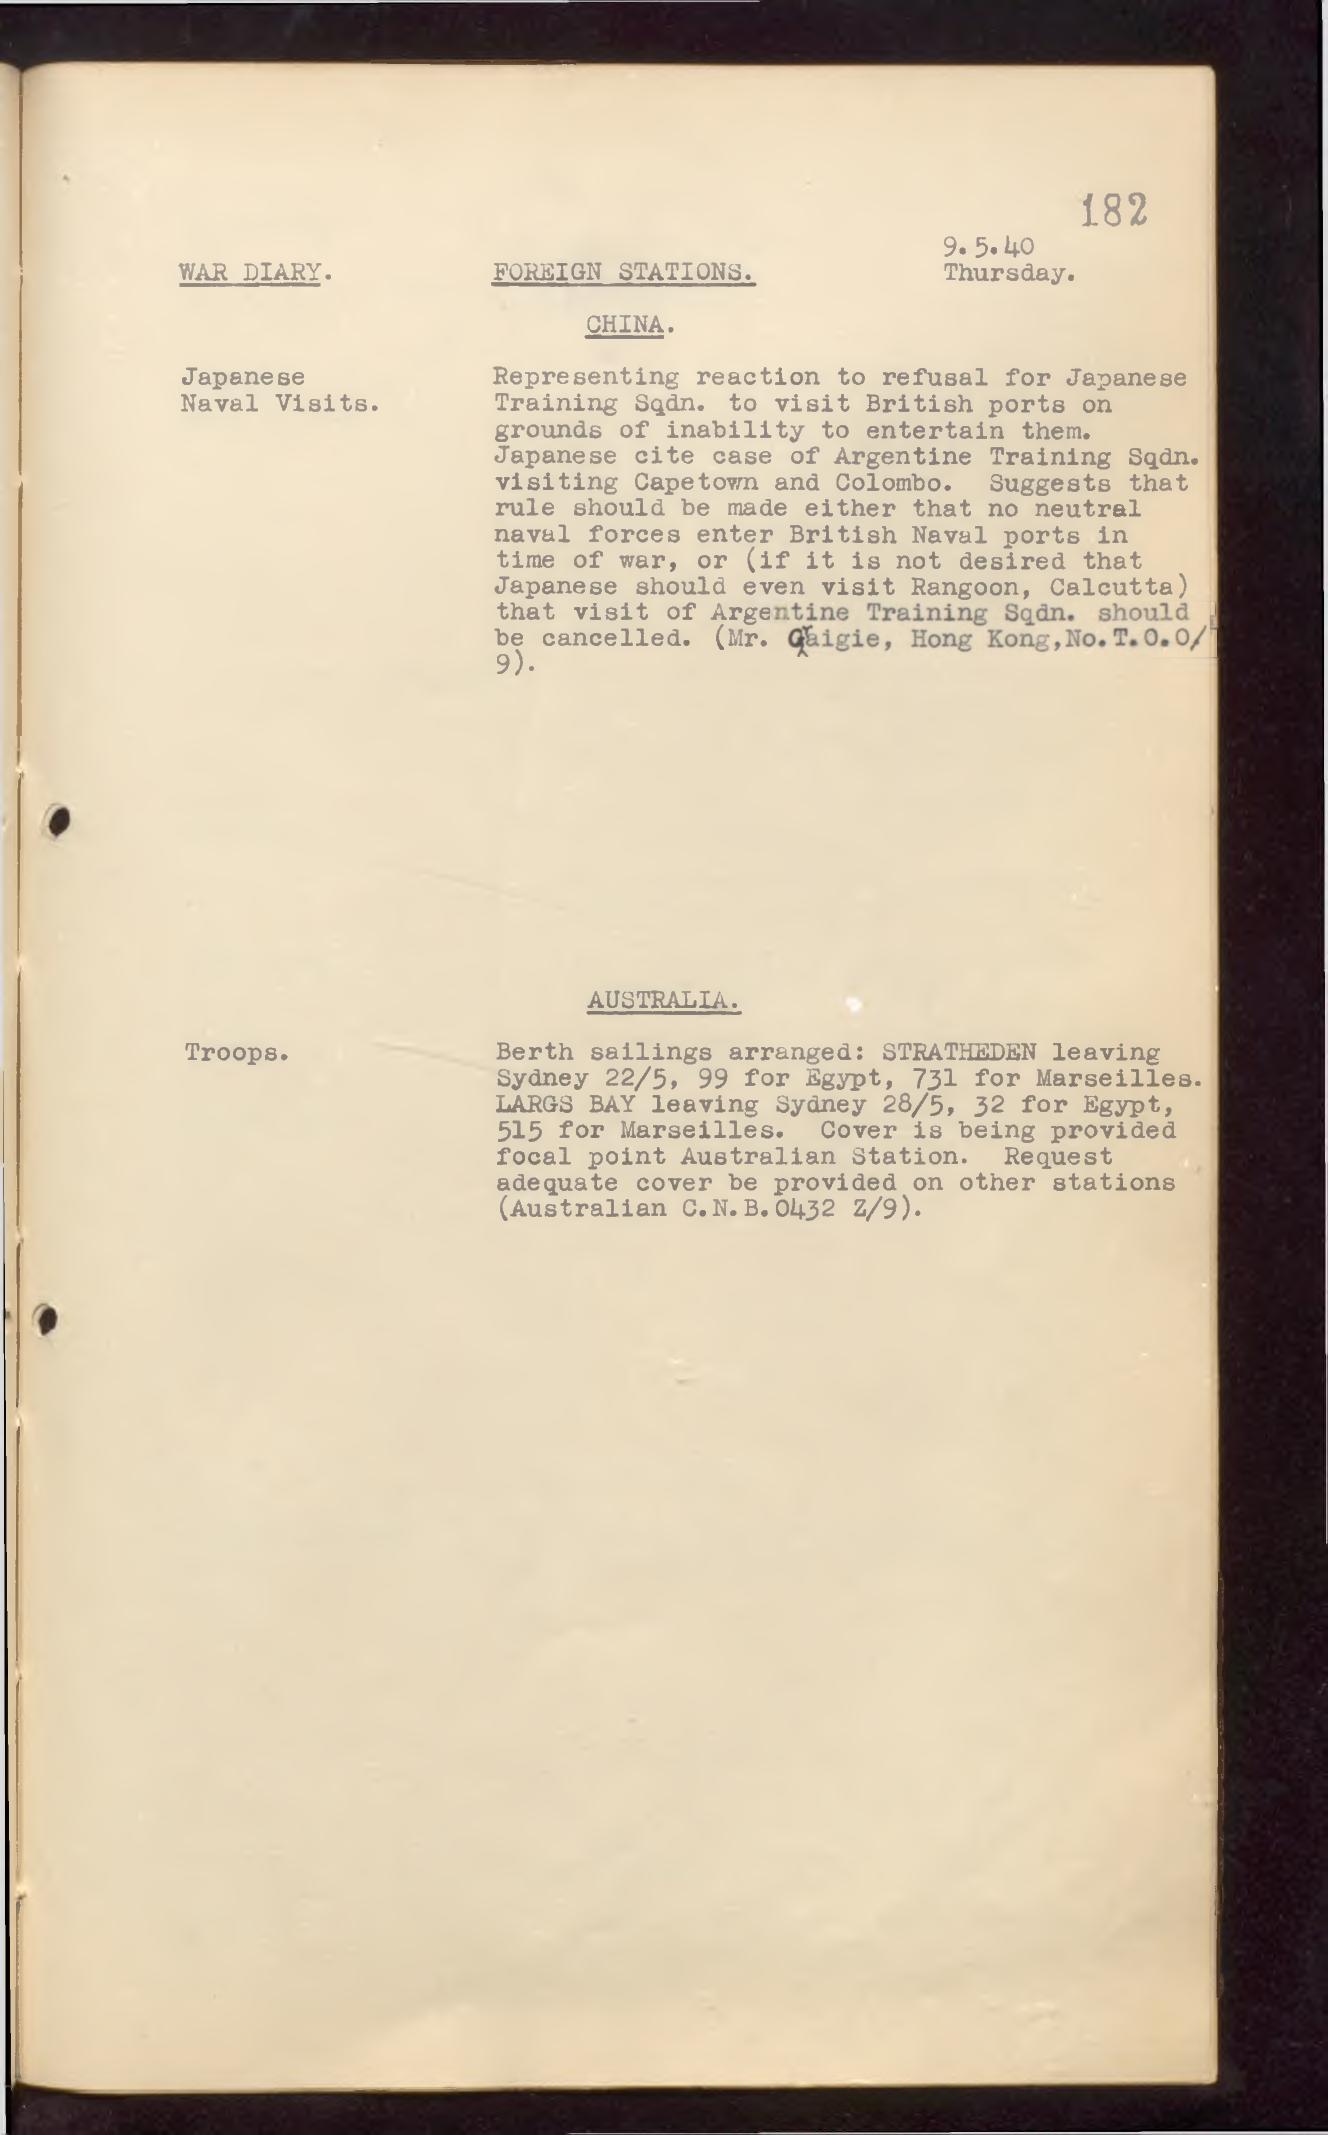 182
9.5.40
WAR DIARY. FOREIGN STATIONS. Thursday.
CHINA.
Japanese
Naval Visits.
Representing reaction to refusal for Japanese
Training Sqdn. to visit British ports on
grounds of inability to entertain them.
Japanese cite case of Argentine Training Sqdn.
visiting Capetown and Colombo. Suggests that
rule should be made either that no neutral
naval forces enter British Naval ports in
time of war, or (if it is not desired that
Japanese should even visit Rangoon, Calcutta)
that visit of Argentine Training Sqdn. should
be cancelled. (Mr. Craigie, Hong Kong,No.T.O.O/
9).
AUSTRALIA.
Troops.
Berth sailings arranged: STRATHEDEN leaving
Sydney 22/5, 99 for Egypt, 731 for Marseilles.
LARGS BAY leaving Sydney 28/5, 32 for Egypt,
515 for Marseilles. Cover is being provided
focal point Australian Station. Request
adequate cover be provided on other stations
(Australian C.N.B.0432 Z/9).